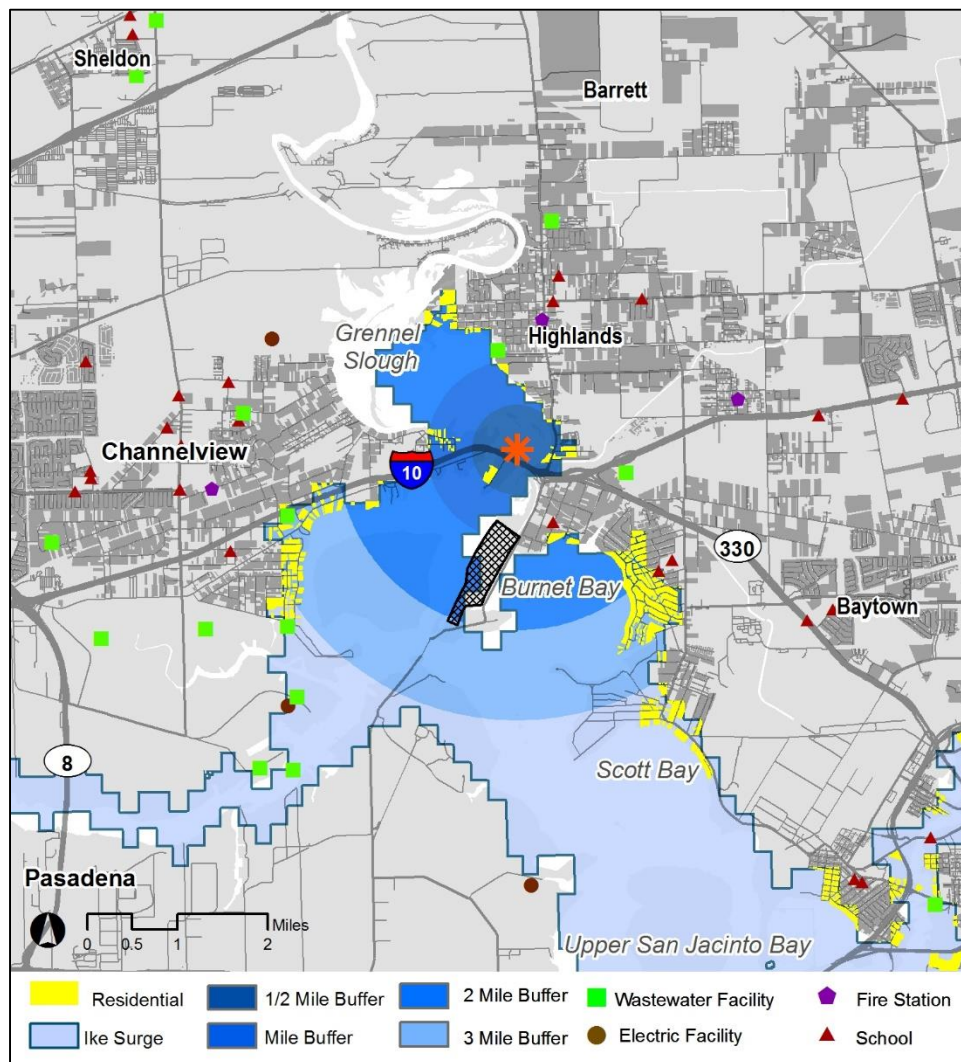 Sheldon
Barrett
Grennel
Slough
Highlands
Channelview
10
330
Burnet Bay
Baytown
8
Scott Bay
Pasadena
Miles
0 0.5 1 2
Upper San Jacinto Bay
Residential 1/2 Mile Buffer 2 Mile Buffer Wastewater Facility Fire Station
Ike Surge Mile Buffer 3 Mile Buffer Electric Facility School